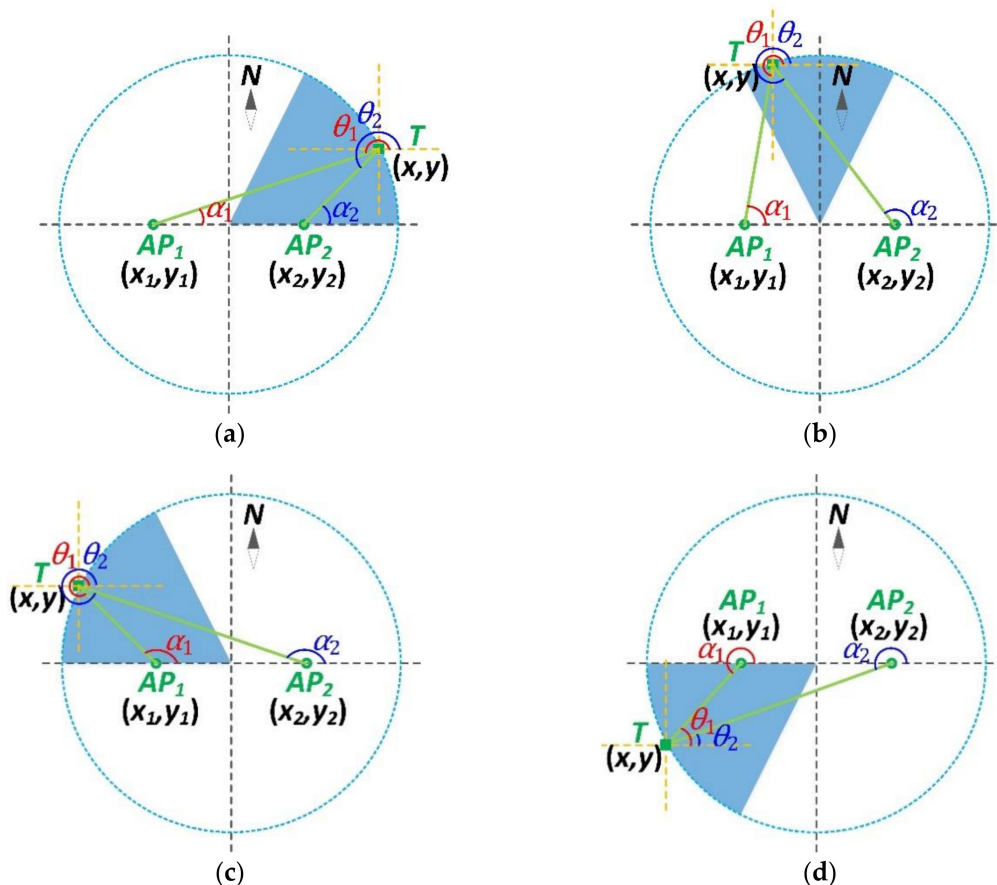 N
θ1 θ2 T
(x,y)
α1 α2
AP1 AP2
(x1,y1) (x2,y2)
(a)
θ1 θ2
T
(x,y) N
α1 α2
AP1 AP2
(x1,y1) (x2,y2)
(b)
N
θ1 θ2
T
(x,y)
α1 α2
AP1 AP2
(x1,y1) (x2,y2)
(c)
N
AP1 AP2
(x1,y1) (x2,y2)
α1 α2
θ1 θ2
T
(x,y)
(d)